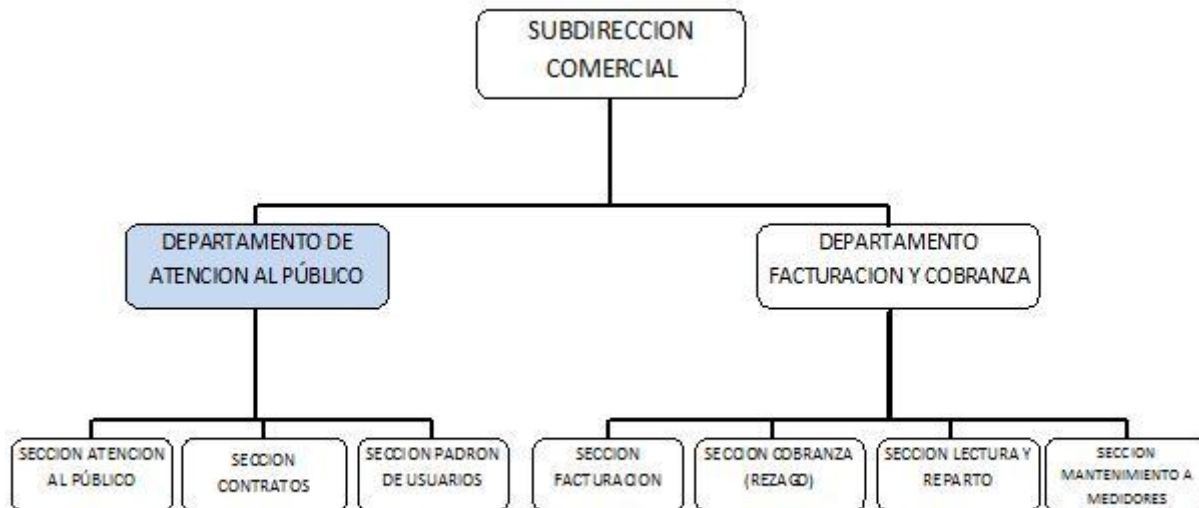 SUBDIRECCION
COMERCIAL
DEPARTAMENTO DE
ATENCION AL PÚBLICO
DEPARTAMENTO
FACTURACION Y COBRANZA
SECCION ATENCION
AL PÚBLICO
SECCION
CONTRATOS
SECCION PADRON
DE USUARIOS
SECCION
FACTURACION
SECCION COBRANZA
(REZAGO)
SECCION LECTURA Y
REPARTO
SECCION
MANTENIMIENTO A
MEDIDORES